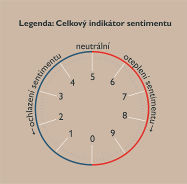 Legenda: Celkový indikátor sentimentu
neutrální
← ochlazení sentimentu
oteplení sentimentu →
5
4
6
3
7
2
8
1
9
0